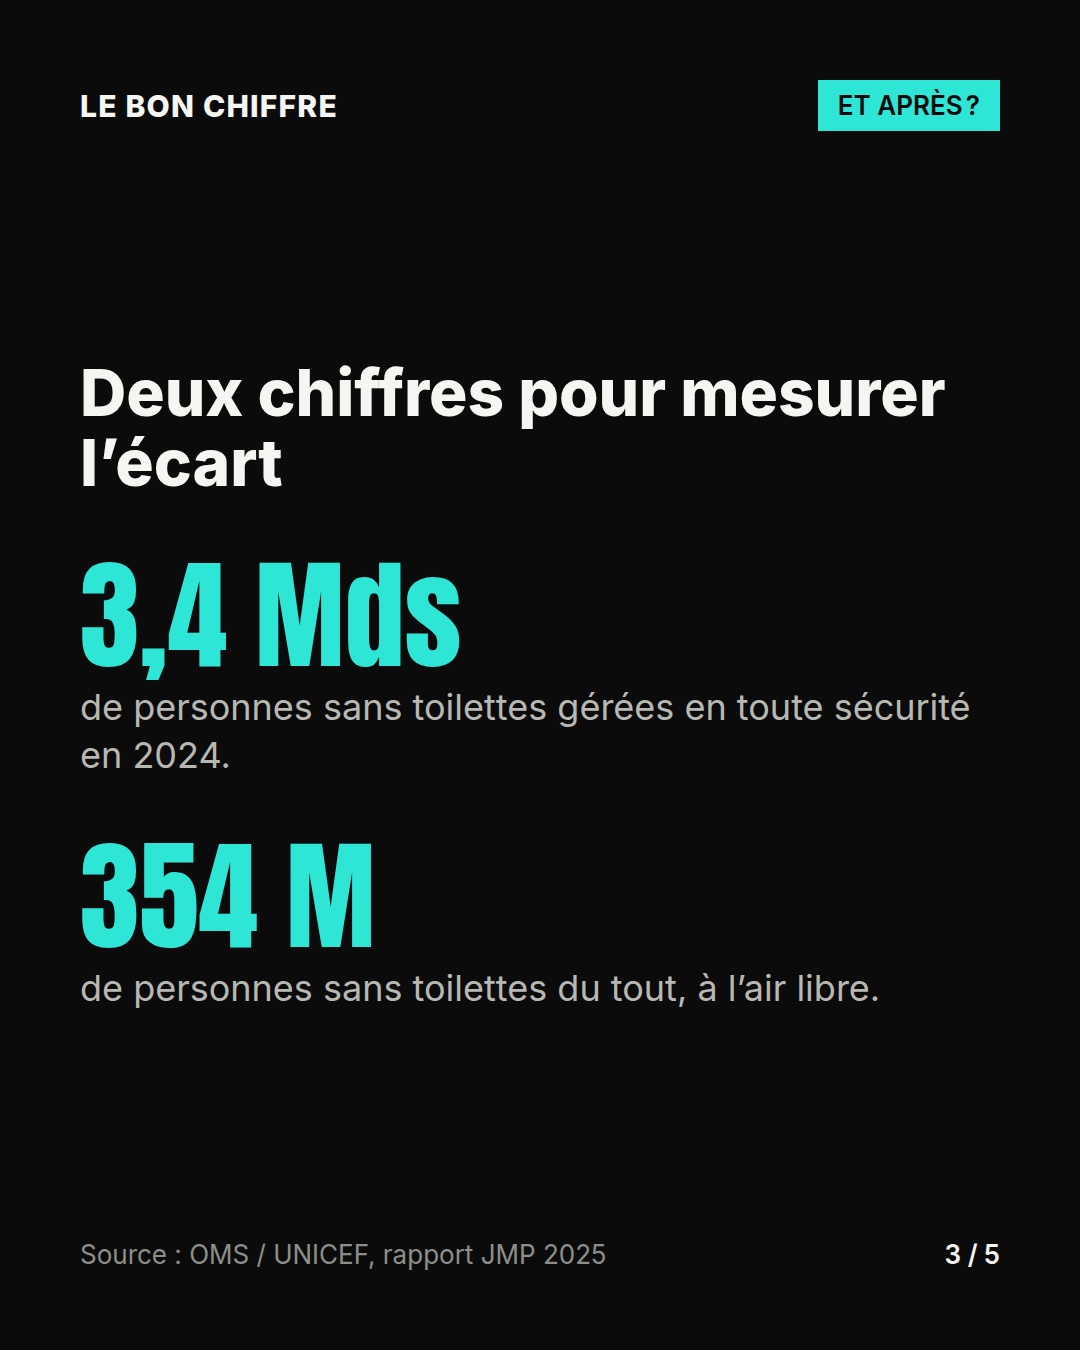 LE BON CHIFFRE
ET APRÈS ?
Deux chiffres pour mesurer
l’écart
3,4 Mds
de personnes sans toilettes gérées en toute sécurité
en 2024.
354 M
de personnes sans toilettes du tout, à l’air libre.
Source : OMS / UNICEF, rapport JMP 2025
3 / 5